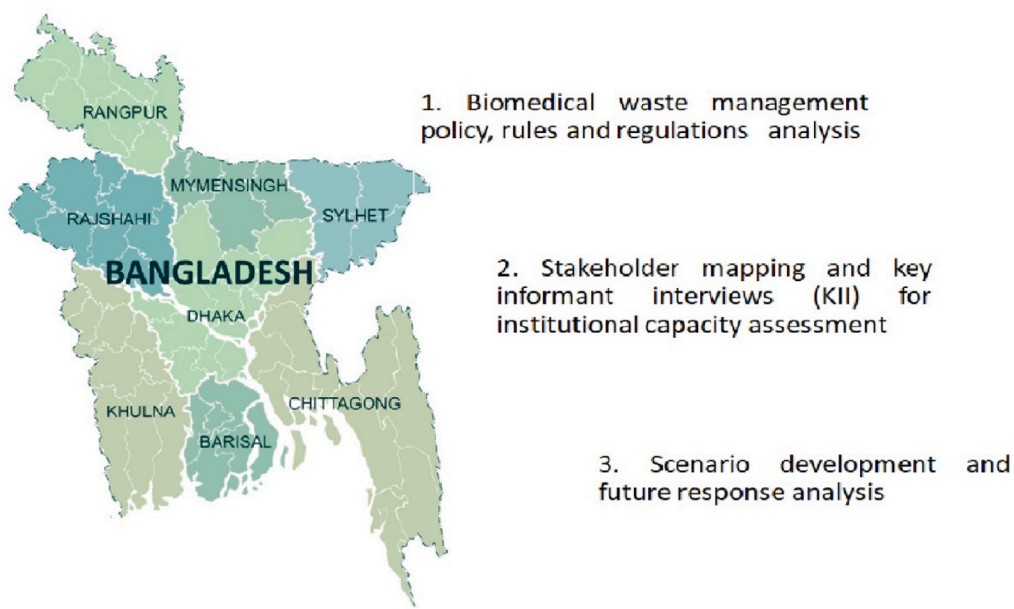 RANGPUR
MYMENSINGH
RAJSHAHI
SYLHET
BANGLADESH
DHAKA
KHULNA
CHITTAGONG
BARISAL
1. Biomedical waste management
policy, rules and regulations analysis
2. Stakeholder mapping and key
informant interviews (KII) for
institutional capacity assessment
3. Scenario development and
future response analysis